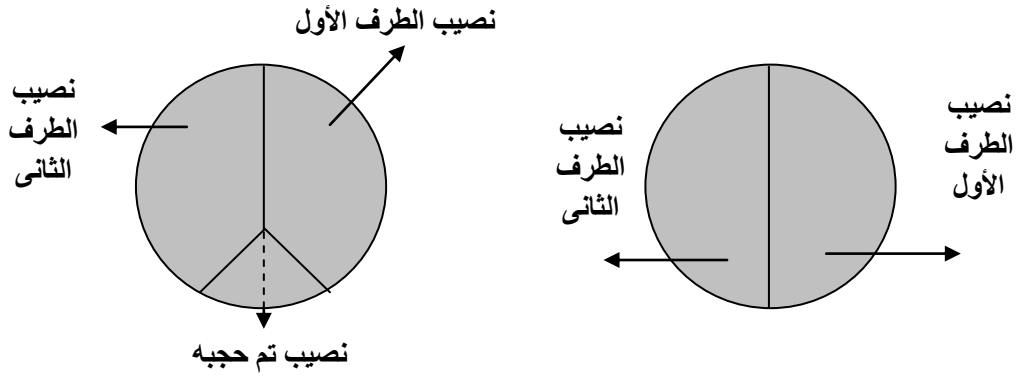 نصيب الطرف الأول
نصيب
الطرف
الثانى
نصيب تم حجبه
نصيب
الطرف
الأول
نصيب
الطرف
الثانى